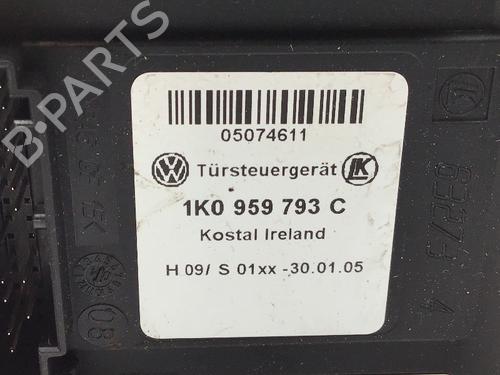 B-PARTS
05074611
Türsteuergerät
1K0 959 793 C
Kostal Ireland
H 09/ S 01xx -30.01.05